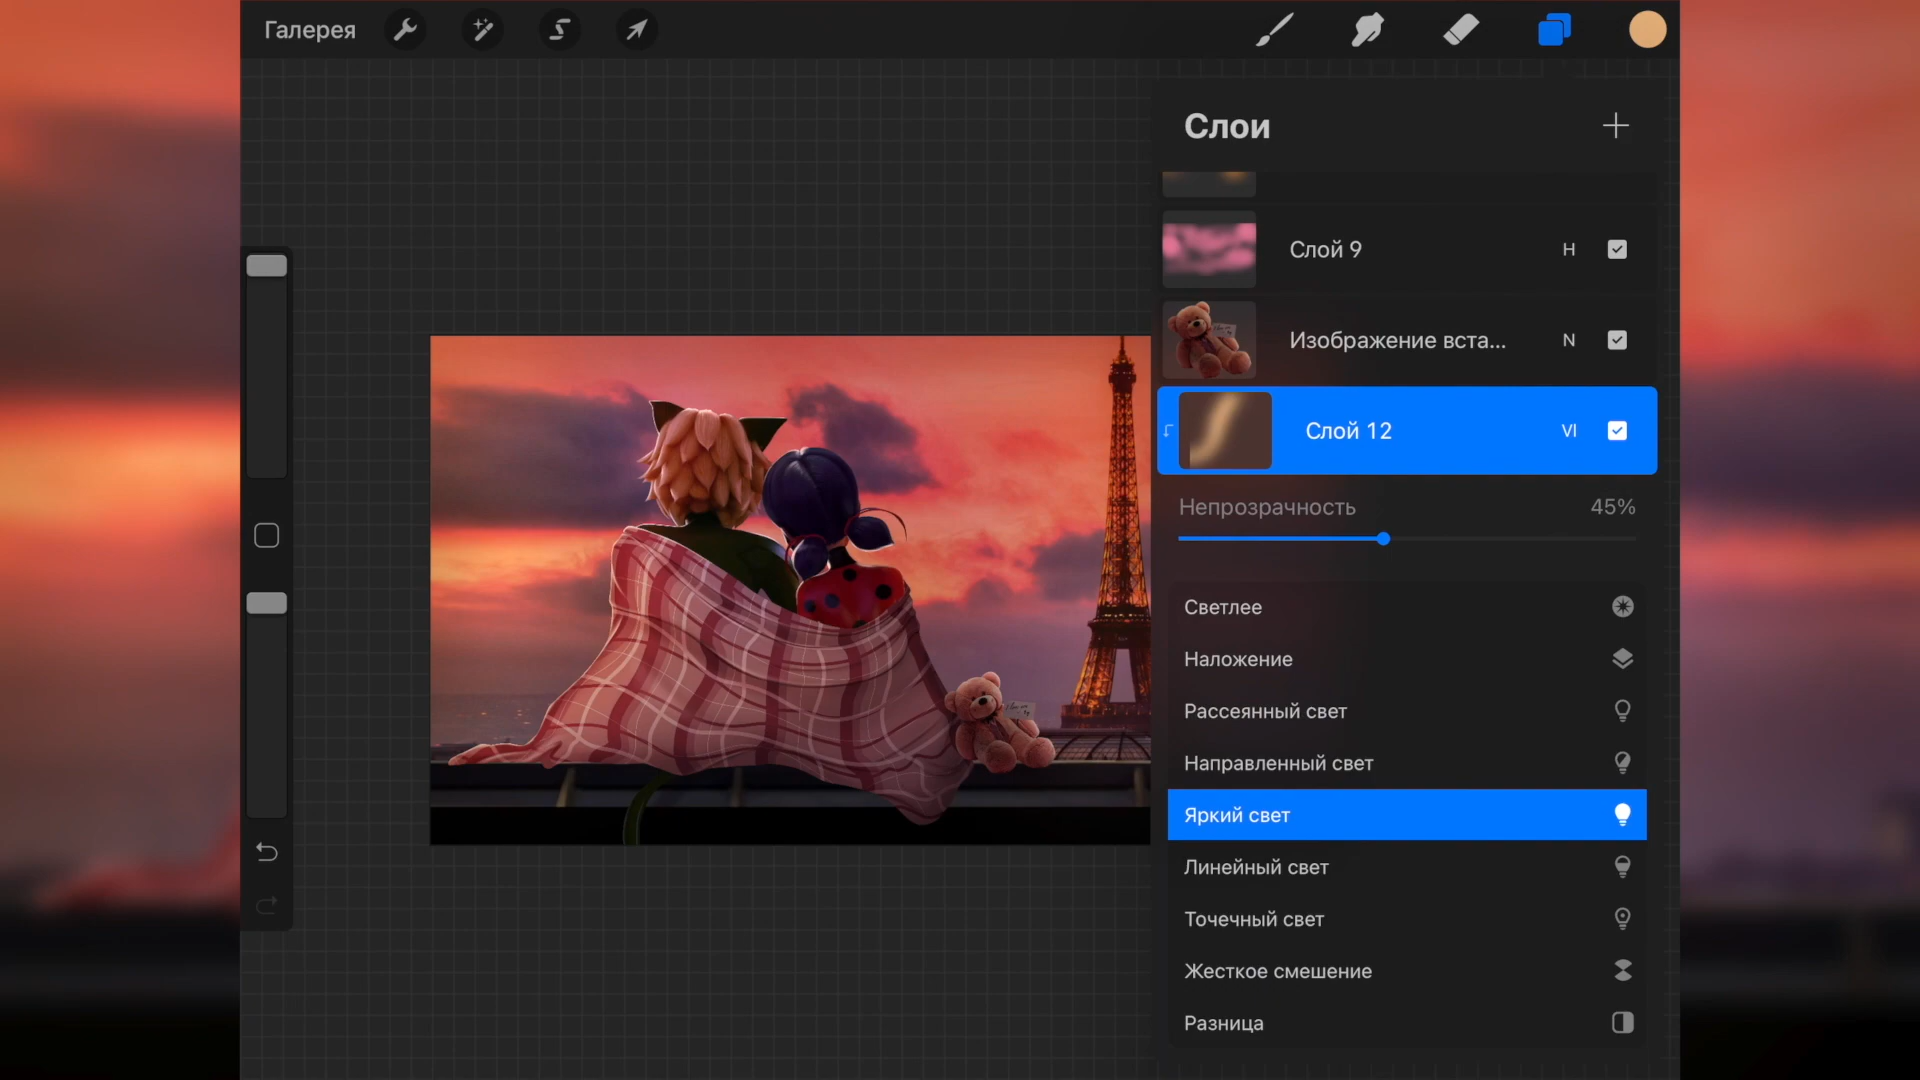 Галерея
Слои
Слой 9
Н
Изображение вста...
N
Слой 12
VI
Непрозрачность
45%
Светлее
Наложение
Рассеянный свет
Направленный свет
Яркий свет
Линейный свет
Точечный свет
Жесткое смешение
Разница